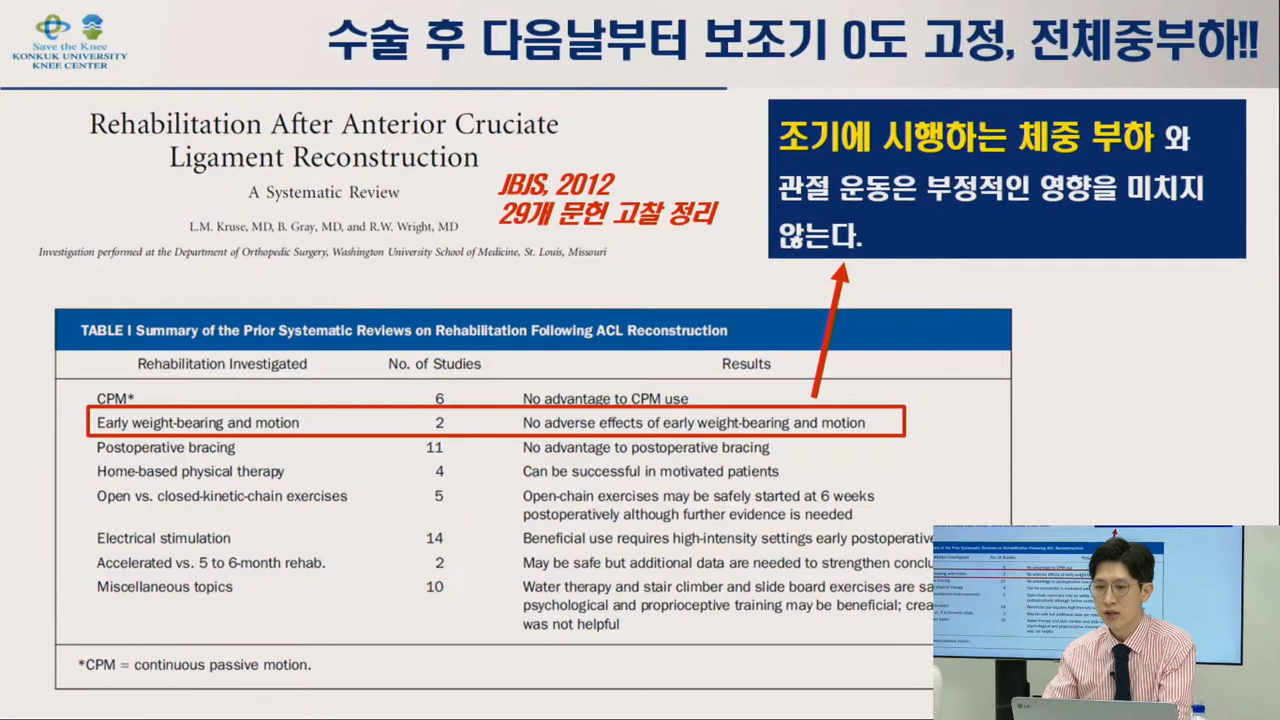 Save the Knee
KONKUK UNIVERSITY
KNEE CENTER
수술 후 다음날부터 보조기 0도 고정, 전체중부하!!
Rehabilitation After Anterior Cruciate
Ligament Reconstruction
A Systematic Review
JBJS, 2012
29개 문헌 고찰 정리
L.M. Kruse, MD, B. Gray, MD, and R.W. Wright, MD
Investigation performed at the Department of Orthopedic Surgery, Washington University School of Medicine, St. Louis, Missouri
조기에 시행하는 체중 부하 와
관절 운동은 부정적인 영향을 미치지
않는다.
TABLE I Summary of the Prior Systematic Reviews on Rehabilitation Following ACL Reconstruction
Rehabilitation Investigated No. of Studies Results
CPM* 6 No advantage to CPM use
Early weight-bearing and motion 2 No adverse effects of early weight-bearing and motion
Postoperative bracing 11 No advantage to postoperative bracing
Home-based physical therapy 4 Can be successful in motivated patients
Open vs. closed-kinetic-chain exercises 5 Open-chain exercises may be safely started at 6 weeks
postoperatively although further evidence is needed
Electrical stimulation 14 Beneficial use requires high-intensity settings early
Accelerated vs. 5 to 6-month rehab. 2 May be safe but additional data are needed to strengthen
Miscellaneous topics 10 Water therapy and stair climber and slide board exercises are
psychological and proprioceptive training may be beneficial;
was not helpful
*CPM = continuous passive motion.